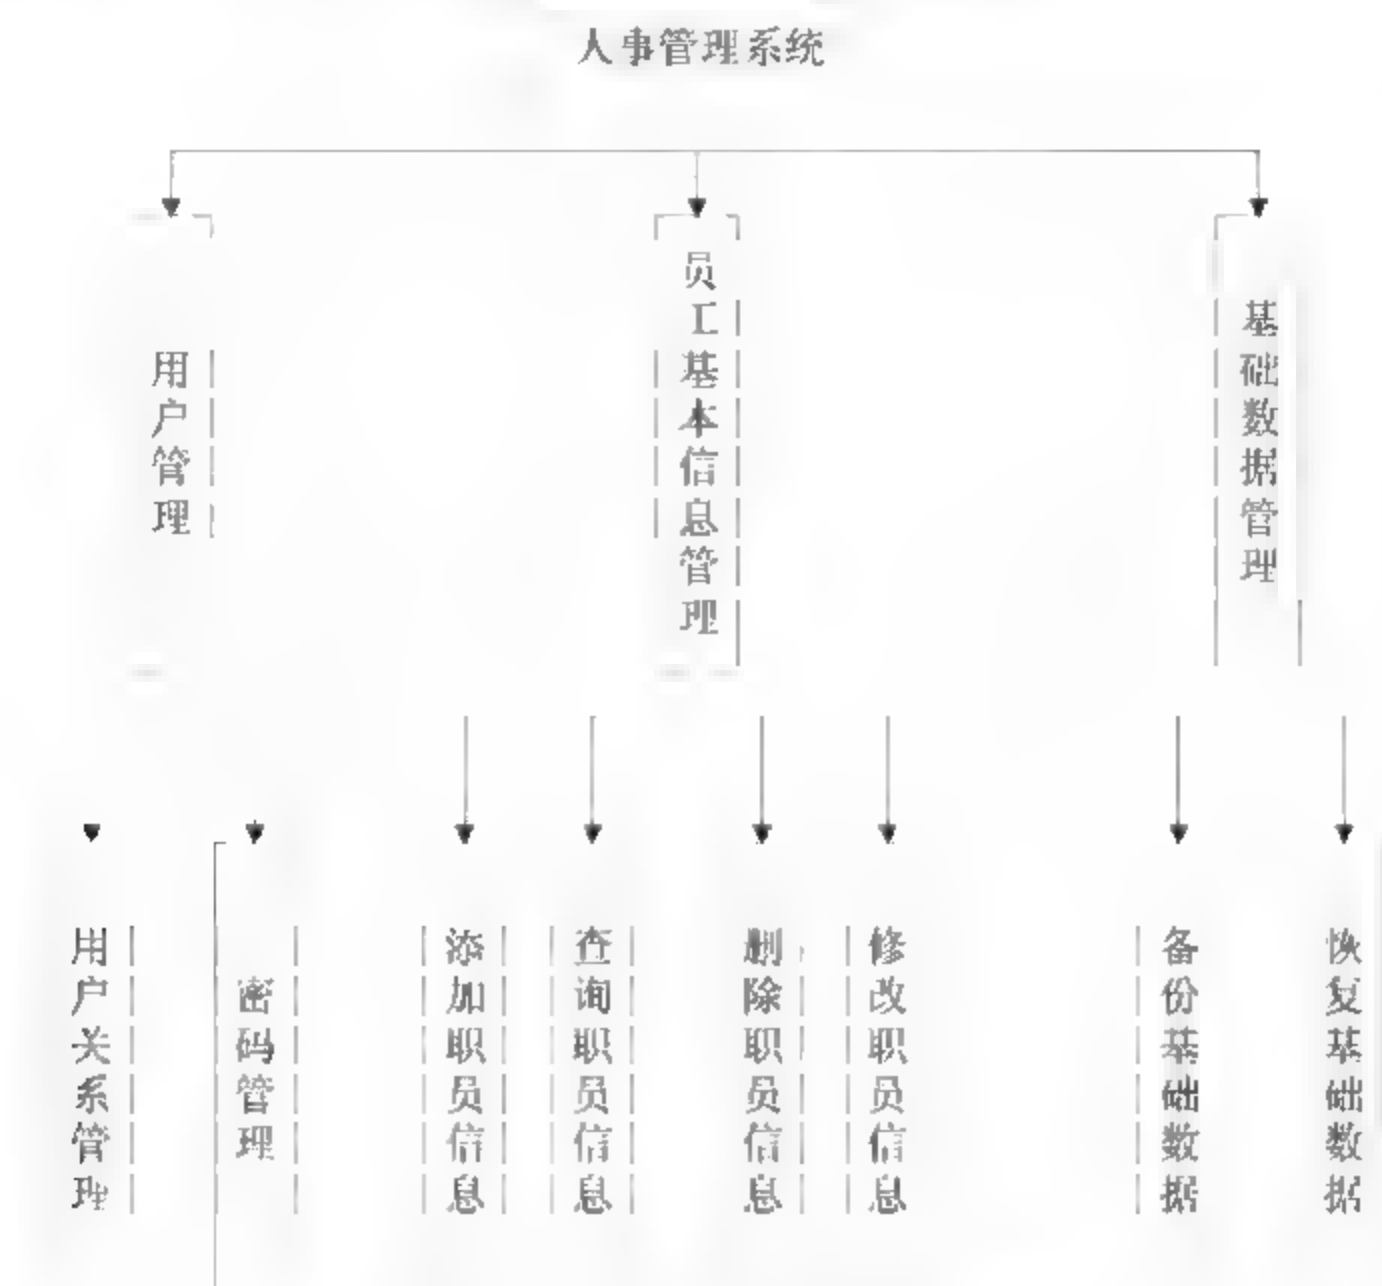 人事管理系统
用户管理
员工基本信息管理
基础数据管理
用户关系管理
密码管理
添加职员信息
查询职员信息
删除职员信息
修改职员信息
备份基础数据
恢复基础数据